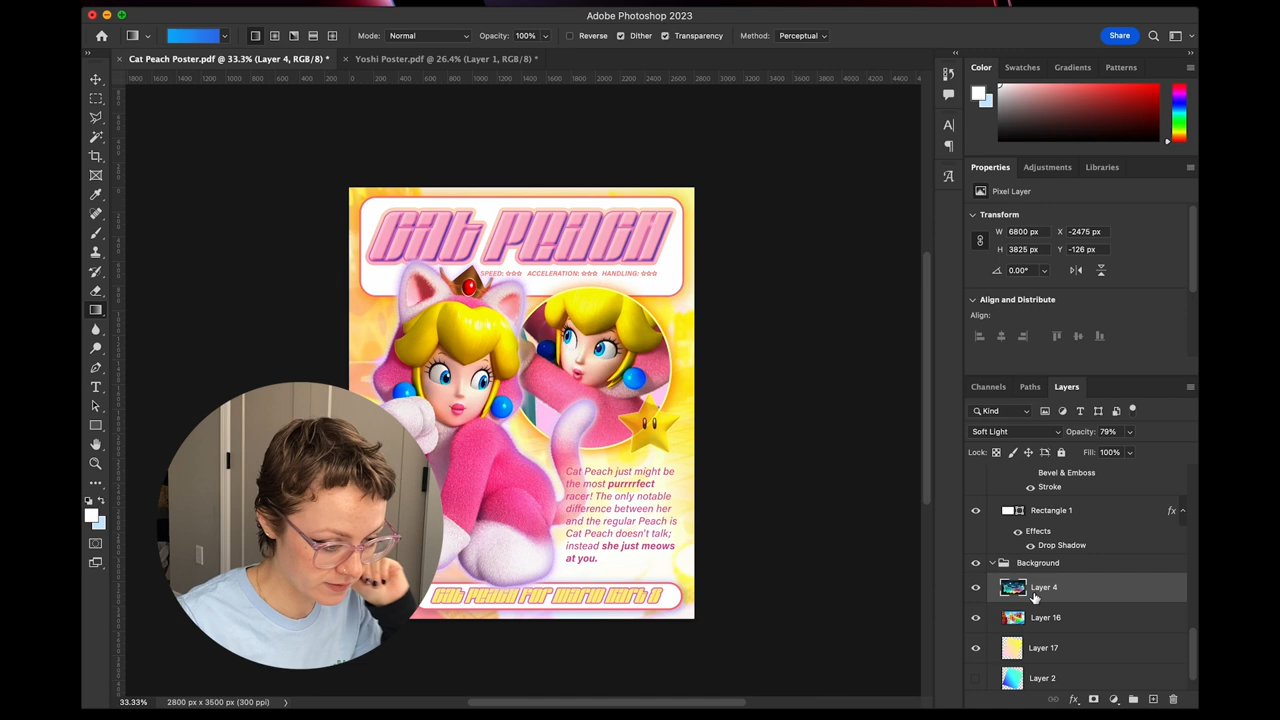 Adobe Photoshop 2023
Mode: Normal Opacity: 100% Reverse Dither Transparency Method: Perceptual Share
Cat Peach Poster.pdf @ 33.3% (Layer 4, RGB/8) * Yoshi Poster.pdf @ 26.4% (Layer 1, RGB/8) *
Color Swatches Gradients Patterns
Properties Adjustments Libraries
Pixel Layer
Transform
W 6800 px X -2475 px
H 3825 px Y -126 px
0.00°
Align and Distribute
Align:
Channels Paths Layers
Kind
Soft Light Opacity: 79%
Lock: Fill: 100%
Bevel & Emboss
Stroke
Rectangle 1 fx
Effects
Drop Shadow
Background
Layer 4
Layer 16
Layer 17
Layer 2
Cat Peach
SPEED: ☆☆☆ ACCELERATION: ☆☆☆ HANDLING: ☆☆☆
Cat Peach just might be
the most purrrrfect
racer! The only notable
difference between her
and the regular Peach is
Cat Peach doesn't talk;
instead she just meows
at you.
Cat Peach For Mario Kart 8
33.33% 2800 px x 3500 px (300 ppi)